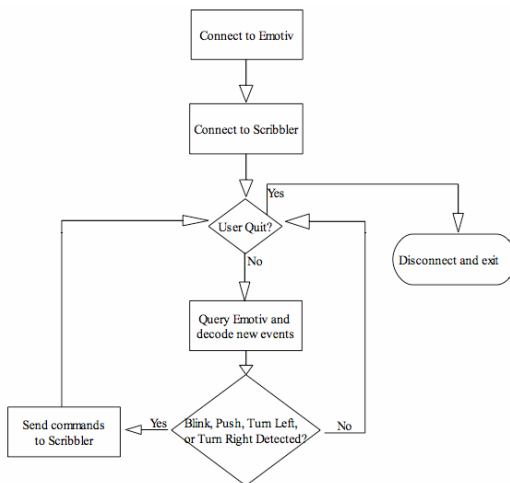 Connect to Emotiv
Connect to Scribbler
Yes
User Quit?
Disconnect and exit
No
Query Emotiv and
decode new events
Send commands
to Scribbler
Yes
Blink, Push, Turn Left,
or Turn Right Detected?
No